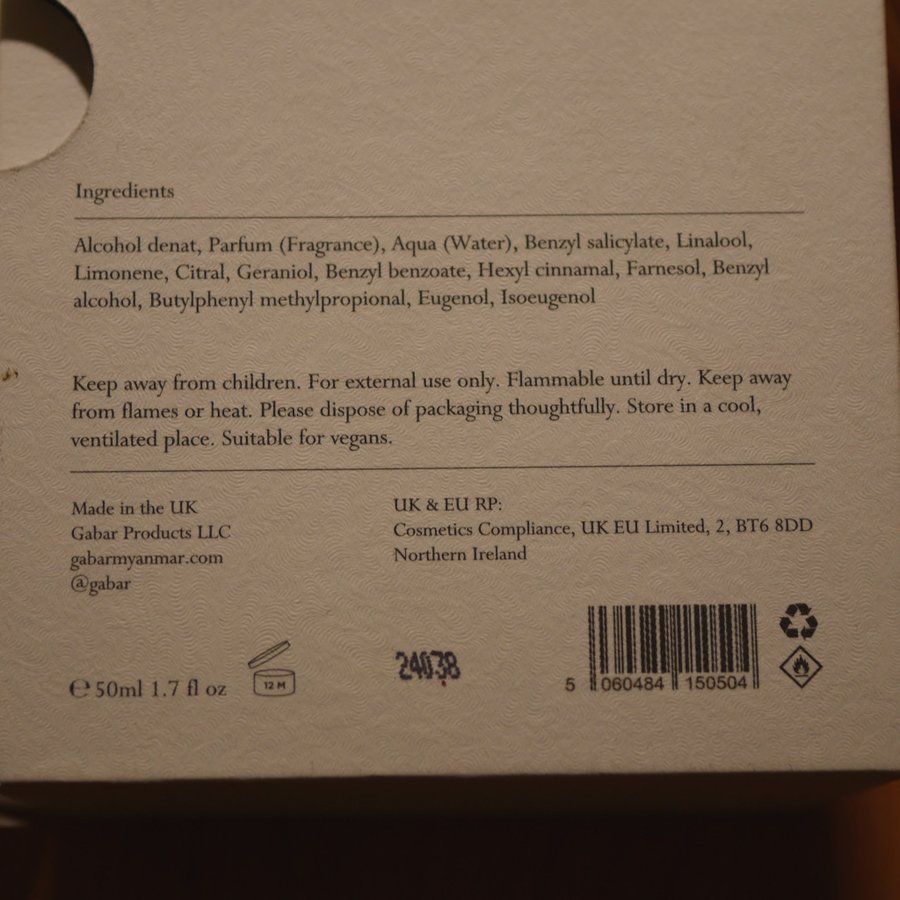 Ingredients
Alcohol denat, Parfum (Fragrance), Aqua (Water), Benzyl salicylate, Linalool,
Limonene, Citral, Geraniol, Benzyl benzoate, Hexyl cinnamal, Farnesol, Benzyl
alcohol, Butylphenyl methylpropional, Eugenol, Isoeugenol
Keep away from children. For external use only. Flammable until dry. Keep away
from flames or heat. Please dispose of packaging thoughtfully. Store in a cool,
ventilated place. Suitable for vegans.
Made in the UK
Gabar Products LLC
gabarmyanmar.com
@gabar
UK & EU RP:
Cosmetics Compliance, UK EU Limited, 2, BT6 8DD
Northern Ireland
℮ 50ml 1.7 fl oz
12 M
24038
5 060484 150504